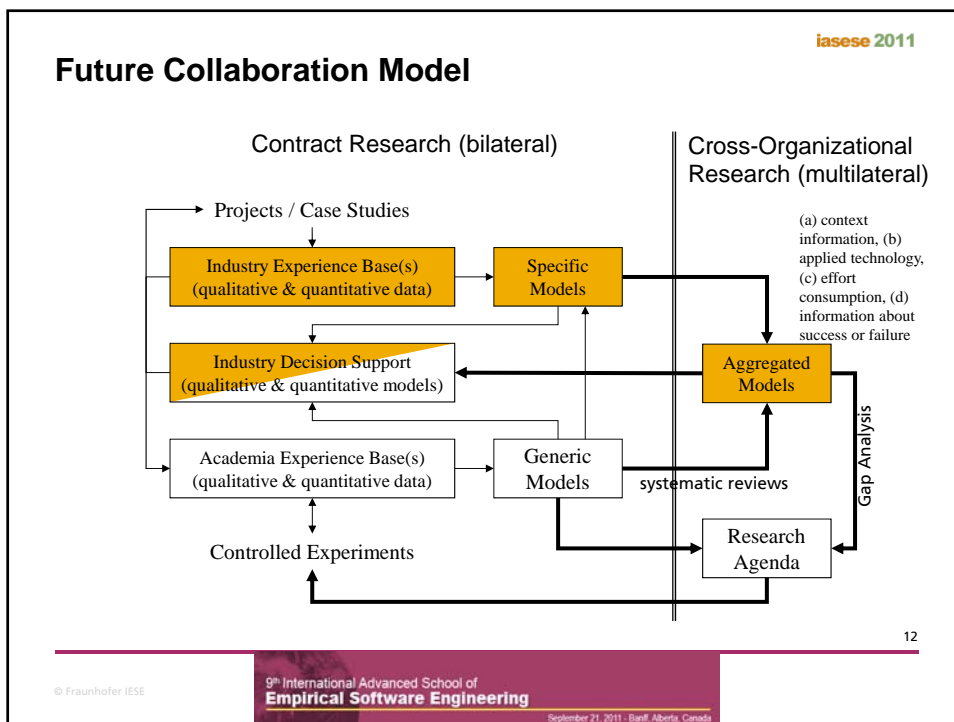 iasese 2011
Future Collaboration Model
Contract Research (bilateral)
Cross-Organizational
Research (multilateral)
Projects / Case Studies
(a) context
information, (b)
applied technology,
(c) effort
consumption, (d)
information about
success or failure
Industry Experience Base(s)
(qualitative & quantitative data)
Specific
Models
Industry Decision Support
(qualitative & quantitative models)
Aggregated
Models
Gap Analysis
Academia Experience Base(s)
(qualitative & quantitative data)
Generic
Models
systematic reviews
Controlled Experiments
Research
Agenda
12
© Fraunhofer IESE
9th International Advanced School of
Empirical Software Engineering
September 21, 2011 - Banff, Alberta, Canada